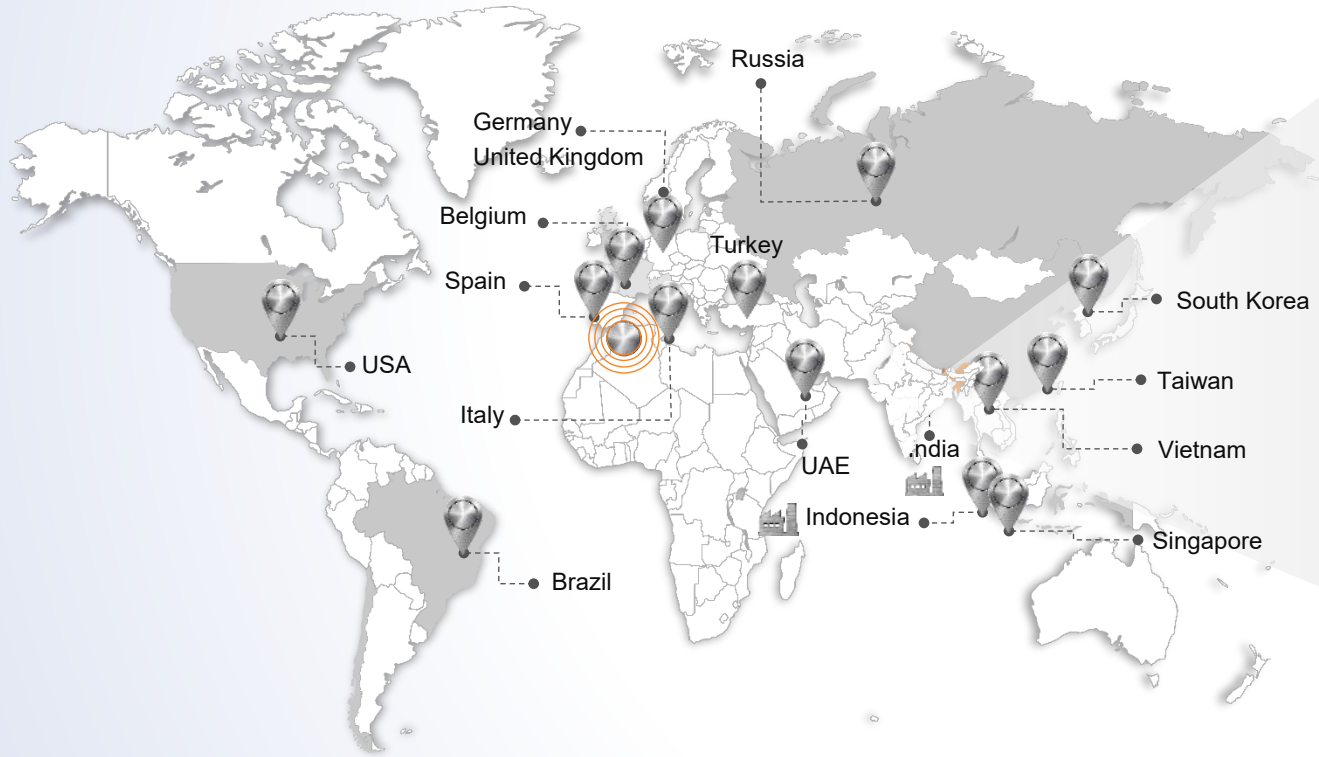 Russia
Germany
United Kingdom
Belgium
Turkey
Spain
South Korea
USA
Taiwan
Italy
.ndia
Vietnam
UAE
Indonesia
Singapore
Brazil